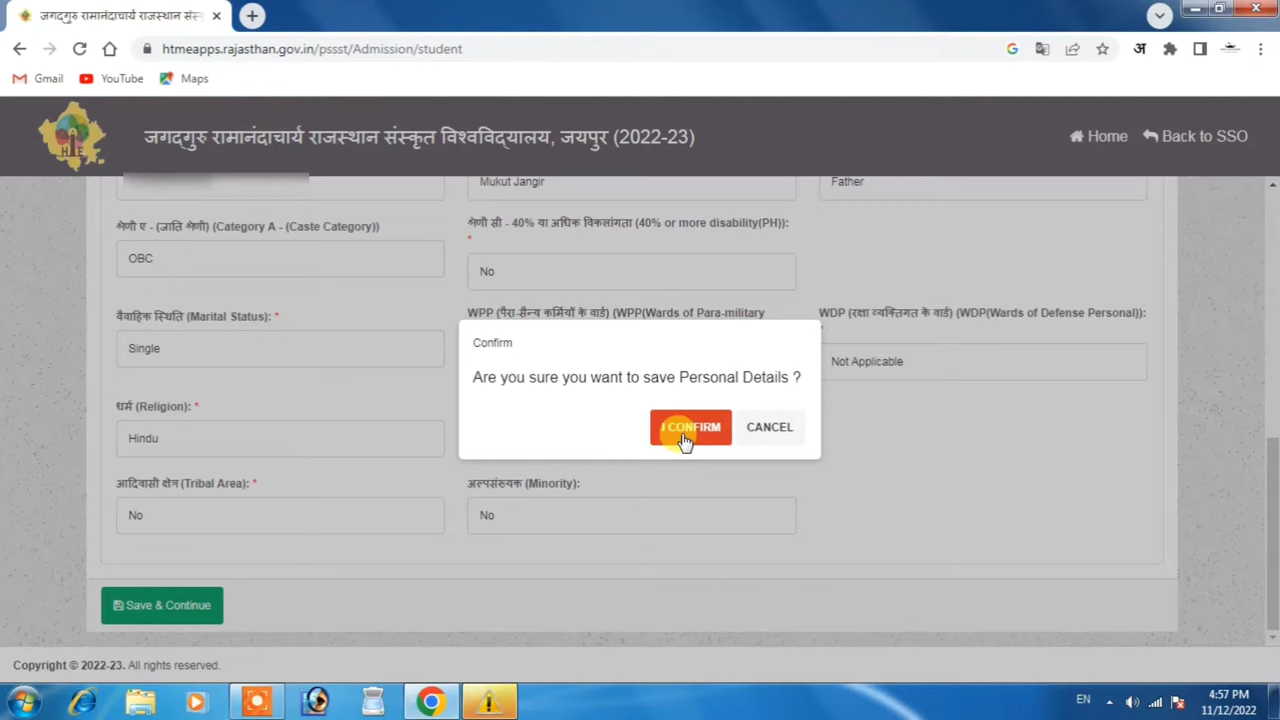 जगद्गुरु रामानंदाचार्य राजस्थान संस्
htmeapps.rajasthan.gov.in/pssst/Admission/student
अ
Gmail
YouTube
Maps
जगद्गुरु रामानंदाचार्य राजस्थान संस्कृत विश्वविद्यालय, जयपुर (2022-23)
Home
Back to SSO
Mukut Jangir
Father
श्रेणी ए - (जाति श्रेणी) (Category A - (Caste Category))
श्रेणी सी - 40% या अधिक विकलांगता (40% or more disability(PH)):
*
OBC
No
वैवाहिक स्थिति (Marital Status): *
WPP (पैरा-सैन्य कर्मियों के वार्ड) (WPP(Wards of Para-military
WDP (रक्षा व्यक्तिगत के वार्ड) (WDP(Wards of Defense Personal)):
*
Single
Not Applicable
Confirm
Are you sure you want to save Personal Details ?
I CONFIRM
CANCEL
धर्म (Religion): *
Hindu
आदिवासी क्षेत्र (Tribal Area): *
अल्पसंख्यक (Minority):
No
No
Save & Continue
Copyright © 2022-23. All rights reserved.
EN
4:57 PM
11/12/2022